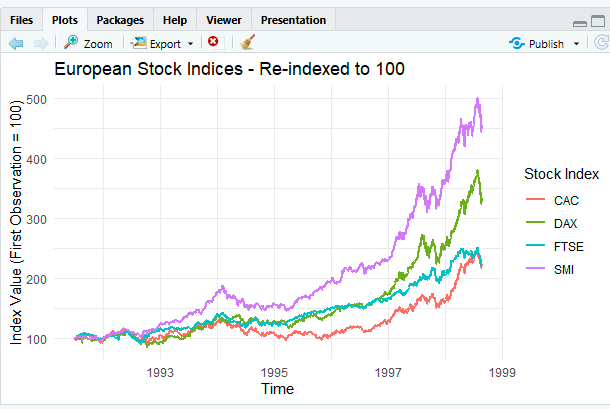 Files Plots Packages Help Viewer Presentation
Zoom Export Publish
European Stock Indices - Re-indexed to 100
Index Value (First Observation = 100)
500
400
300
200
100
1993 1995 1997 1999
Time
Stock Index
CAC
DAX
FTSE
SMI